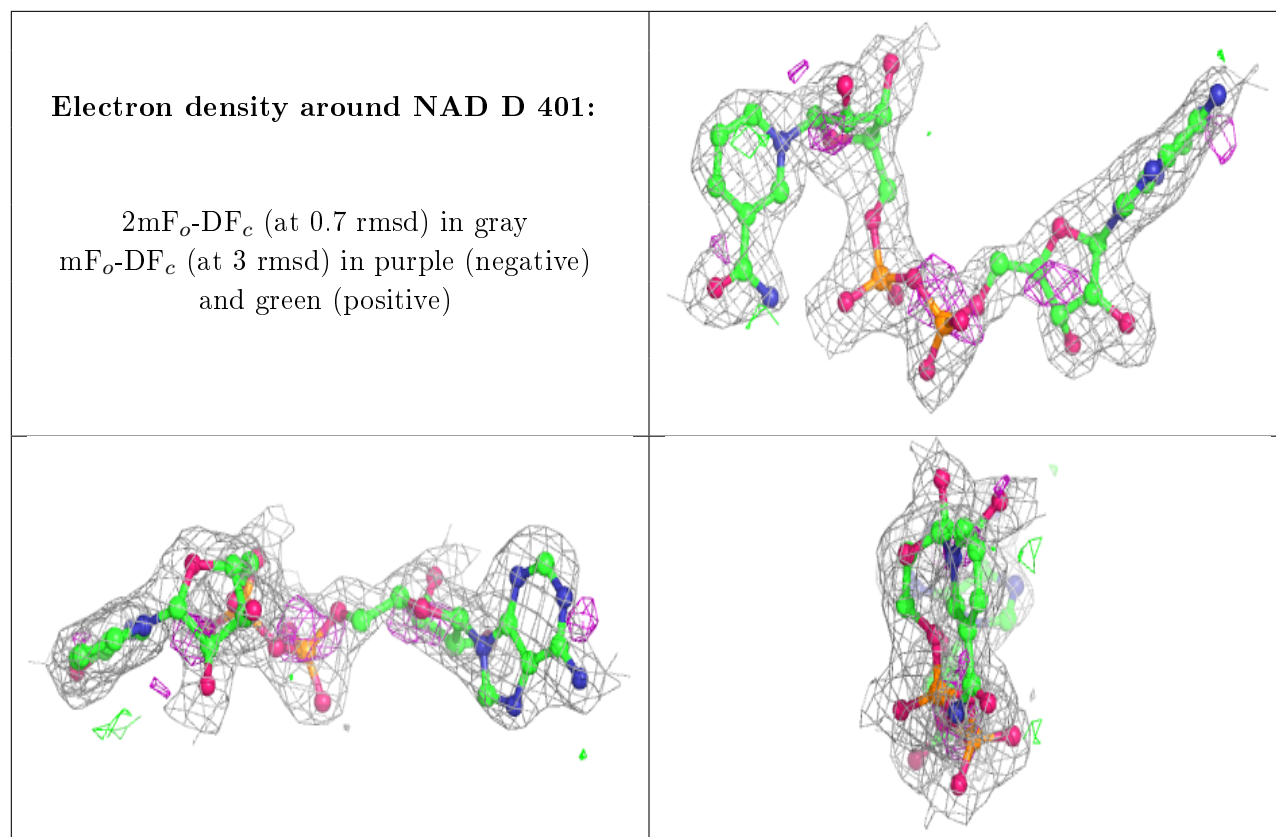 Electron density around NAD D 401:
2mFₒ-DF𝒸 (at 0.7 rmsd) in gray
mFₒ-DF𝒸 (at 3 rmsd) in purple (negative)
and green (positive)